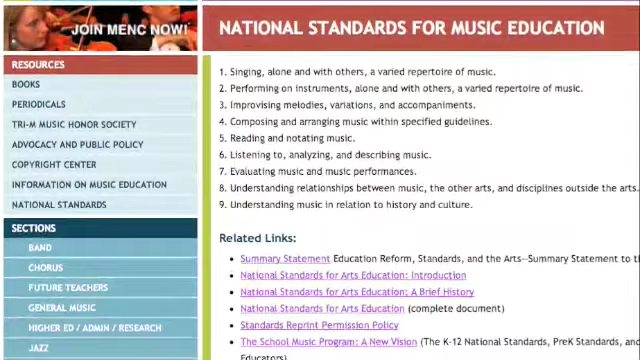 JOIN MENC NOW!
RESOURCES
BOOKS
PERIODICALS
TRI-M MUSIC HONOR SOCIETY
ADVOCACY AND PUBLIC POLICY
COPYRIGHT CENTER
INFORMATION ON MUSIC EDUCATION
NATIONAL STANDARDS
SECTIONS
BAND
CHORUS
FUTURE TEACHERS
GENERAL MUSIC
HIGHER ED / ADMIN / RESEARCH
JAZZ
NATIONAL STANDARDS FOR MUSIC EDUCATION
1. Singing, alone and with others, a varied repertoire of music.
2. Performing on instruments, alone and with others, a varied repertoire of music.
3. Improvising melodies, variations, and accompaniments.
4. Composing and arranging music within specified guidelines.
5. Reading and notating music.
6. Listening to, analyzing, and describing music.
7. Evaluating music and music performances.
8. Understanding relationships between music, the other arts, and disciplines outside the arts.
9. Understanding music in relation to history and culture.
Related Links:
• Summary Statement Education Reform, Standards, and the Arts—Summary Statement to
• National Standards for Arts Education: Introduction
• National Standards for Arts Education: A Brief History
• National Standards for Arts Education (complete document)
• Standards Reprint Permission Policy
• The School Music Program: A New Vision (The K-12 National Standards, PreK Standards, and
Educators)